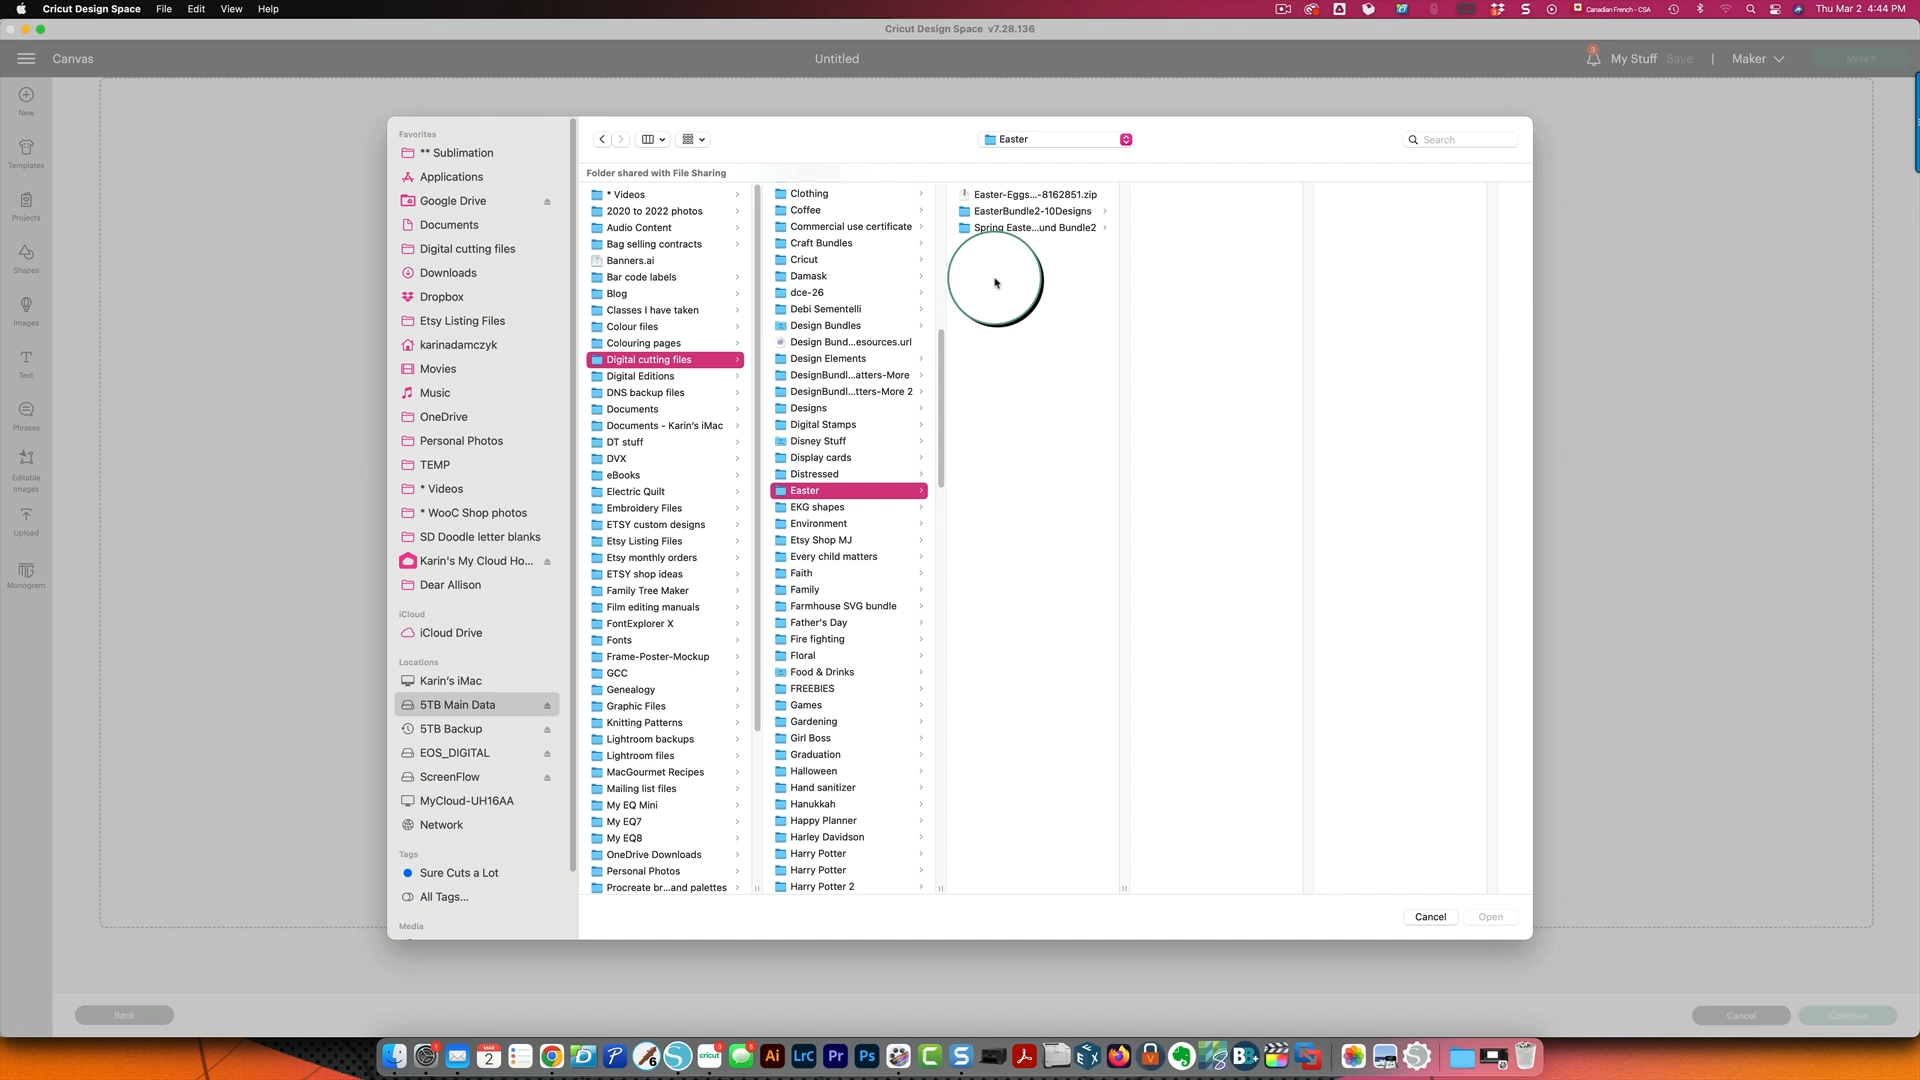 Cricut Design Space File Edit View Help
Canadian French - CSA Thu Mar 2 4:44 PM
Cricut Design Space v7.28.136
Canvas
Untitled
3
My Stuff Save | Maker
Make It
New
Templates
Projects
Shapes
Images
Text
Phrases
Editable
Images
Upload
Monogram
Favorites
** Sublimation
Applications
Google Drive
Documents
Digital cutting files
Downloads
Dropbox
Etsy Listing Files
karinadamczyk
Movies
Music
OneDrive
Personal Photos
TEMP
* Videos
* WooC Shop photos
SD Doodle letter blanks
Karin's My Cloud Ho...
Dear Allison
iCloud
iCloud Drive
Locations
Karin's iMac
5TB Main Data
5TB Backup
EOS_DIGITAL
ScreenFlow
MyCloud-UH16AA
Network
Tags
Sure Cuts a Lot
All Tags...
Media
Easter
Search
Folder shared with File Sharing
* Videos
2020 to 2022 photos
Audio Content
Bag selling contracts
Banners.ai
Bar code labels
Blog
Classes I have taken
Colour files
Colouring pages
Digital cutting files
Digital Editions
DNS backup files
Documents
Documents - Karin's iMac
DT stuff
DVX
eBooks
Electric Quilt
Embroidery Files
ETSY custom designs
Etsy Listing Files
Etsy monthly orders
ETSY shop ideas
Family Tree Maker
Film editing manuals
FontExplorer X
Fonts
Frame-Poster-Mockup
GCC
Genealogy
Graphic Files
Knitting Patterns
Lightroom backups
Lightroom files
MacGourmet Recipes
Mailing list files
My EQ Mini
My EQ7
My EQ8
OneDrive Downloads
Personal Photos
Procreate br...and palettes
Clothing
Coffee
Commercial use certificate
Craft Bundles
Cricut
Damask
dce-26
Debi Sementelli
Design Bundles
Design Bund...esources.url
Design Elements
DesignBundl...atters-More
DesignBundl...tters-More 2
Designs
Digital Stamps
Disney Stuff
Display cards
Distressed
Easter
EKG shapes
Environment
Etsy Shop MJ
Every child matters
Faith
Family
Farmhouse SVG bundle
Father's Day
Fire fighting
Floral
Food & Drinks
FREEBIES
Games
Gardening
Girl Boss
Graduation
Halloween
Hand sanitizer
Hanukkah
Happy Planner
Harley Davidson
Harry Potter
Harry Potter
Harry Potter 2
Easter-Eggs...-8162851.zip
EasterBundle2-10Designs
Spring Easte...und Bundle2
Cancel Open
Back
Cancel Continue
MAR
2
cricut
Ai LrC Pr Ps